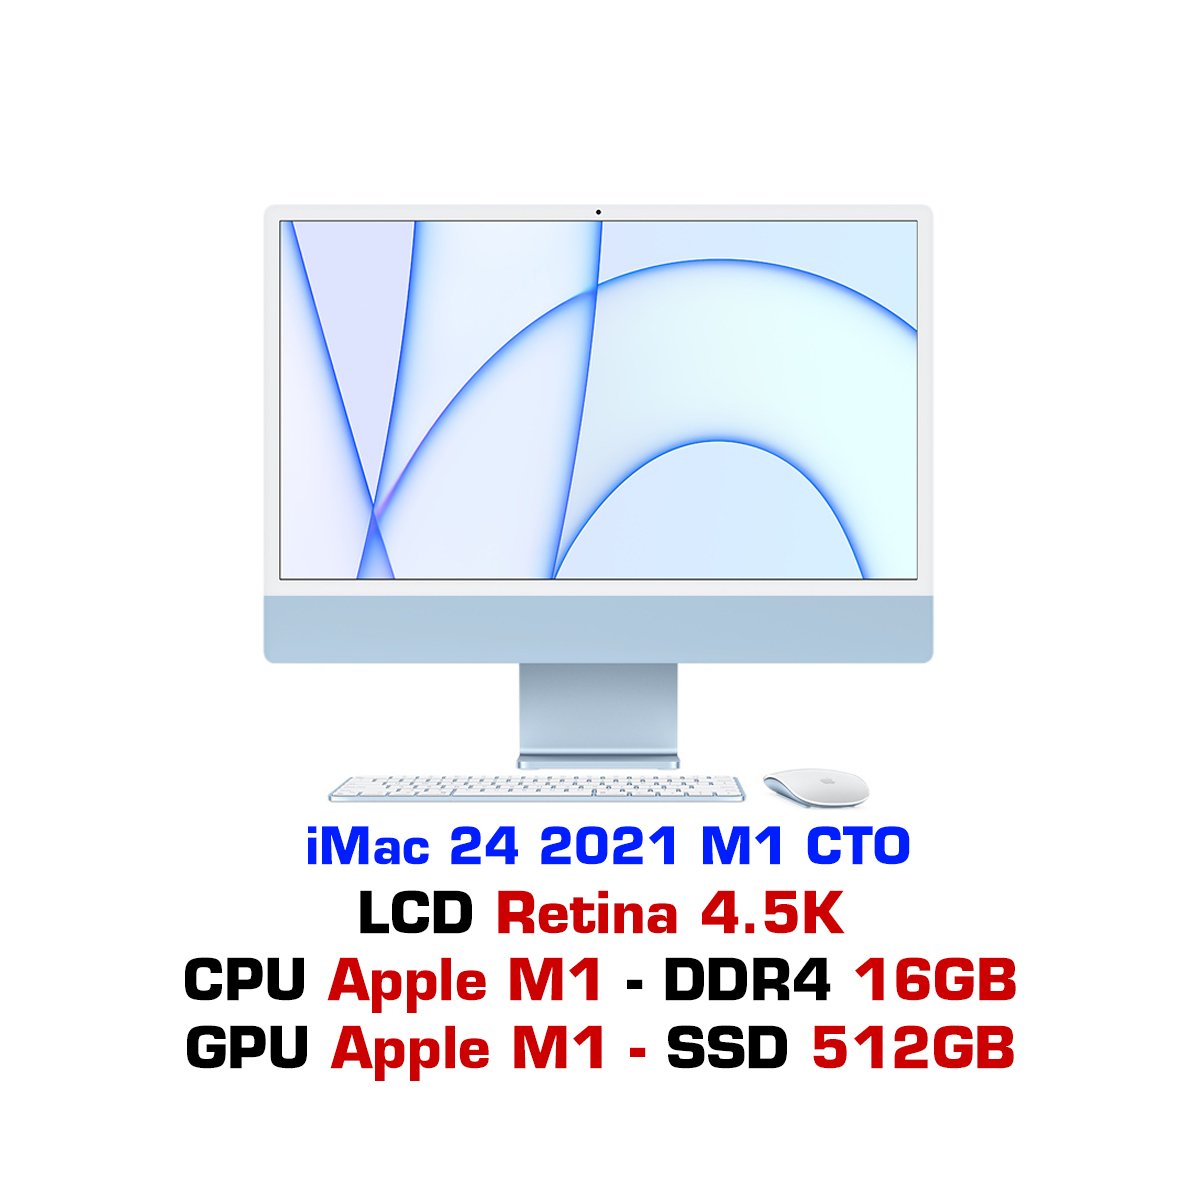 iMac 24 2021 M1 CTO
LCD Retina 4.5K
CPU Apple M1 - DDR4 16GB
GPU Apple M1 - SSD 512GB